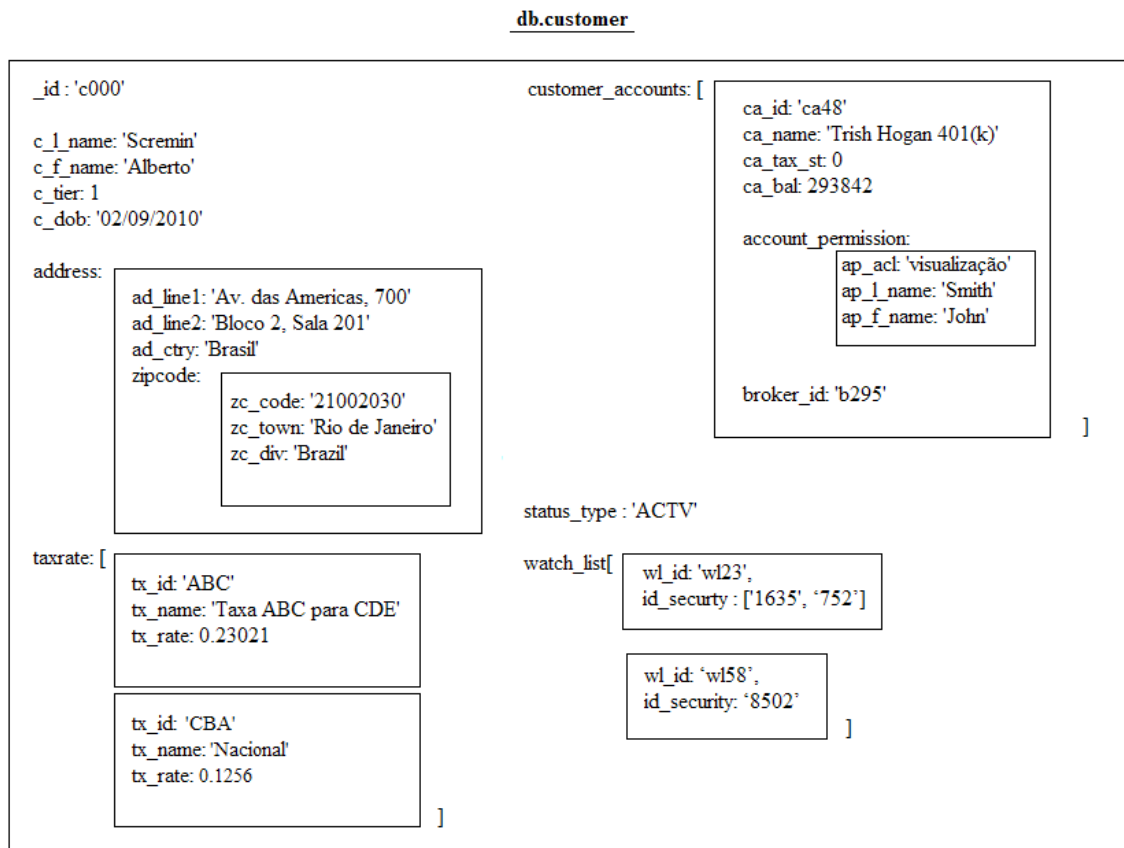 db.customer
_id : 'c000'
c_l_name: 'Scremin'
c_f_name: 'Alberto'
c_tier: 1
c_dob: '02/09/2010'
address:
ad_line1: 'Av. das Americas, 700'
ad_line2: 'Bloco 2, Sala 201'
ad_ctry: 'Brasil'
zipcode:
zc_code: '21002030'
zc_town: 'Rio de Janeiro'
zc_div: 'Brazil'
taxrate: [
tx_id: 'ABC'
tx_name: 'Taxa ABC para CDE'
tx_rate: 0.23021
tx_id: 'CBA'
tx_name: 'Nacional'
tx_rate: 0.1256
]
customer_accounts: [
ca_id: 'ca48'
ca_name: 'Trish Hogan 401(k)'
ca_tax_st: 0
ca_bal: 293842
account_permission:
ap_acl: 'visualização'
ap_l_name: 'Smith'
ap_f_name: 'John'
broker_id: 'b295'
]
status_type : 'ACTV'
watch_list[
wl_id: 'wl23',
id_securty : ['1635', ‘752’]
wl_id: ‘wl58’,
id_security: ‘8502’
]